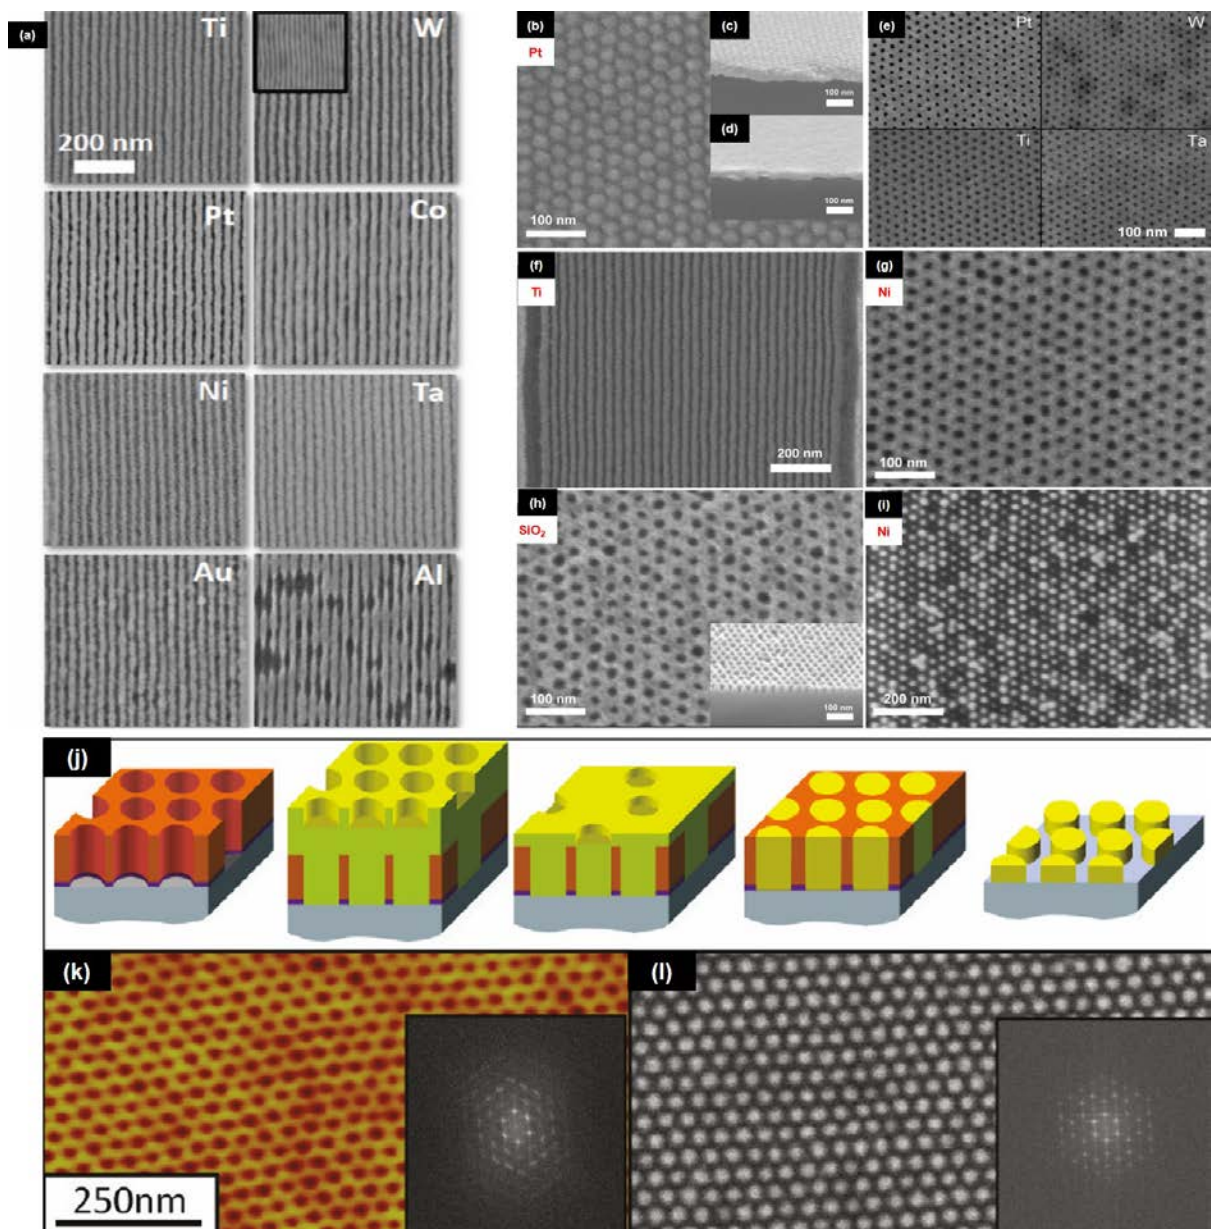 (a)
Ti
W
200 nm
Pt
Co
Ni
Ta
Au
Al
(b)
Pt
100 nm
(c)
100 nm
(d)
100 nm
(e)
Pt
W
Ti
Ta
100 nm
(f)
Ti
200 nm
(g)
Ni
100 nm
(h)
SiO₂
100 nm
100 nm
(i)
Ni
200 nm
(j)
(k)
250nm
(l)